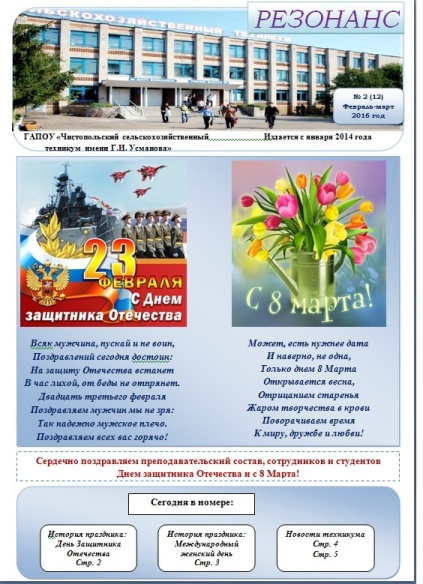 ЛЬСКОХОЗЯЙСТВЕННЫЙ ТЕХНИКУМ
РЕЗОНАНС
№ 2 (12)
Февраль-март
2016 год
ГАПОУ «Чистопольский сельскохозяйственный Издается с января 2014 года
техникум имени Г.И. Усманова»
23
ФЕВРАЛЯ
С Днем
защитника Отечества
С 8 марта!
Всяк мужчина, пускай и не воин,
Поздравлений сегодня достоин:
На защиту Отечества встанет
В час лихой, от беды не отпрянет.
Двадцать третьего февраля
Поздравляем мужчин мы не зря:
Так надежно мужское плечо.
Поздравляем всех вас горячо!
Может, есть нужнее дата
И наверно, не одна,
Только днем 8 Марта
Открывается весна,
Отрицанием старенья
Жаром творчества в крови
Поворачиваем время
К миру, дружбе и любви!
Сердечно поздравляем преподавательский состав, сотрудников и студентов
Днем защитника Отечества и с 8 Марта!
Сегодня в номере:
История праздника:
День Защитника
Отечества
Стр. 2
История праздника:
Международный
женский день
Стр. 3
Новости техникума
Стр. 4
Стр. 5